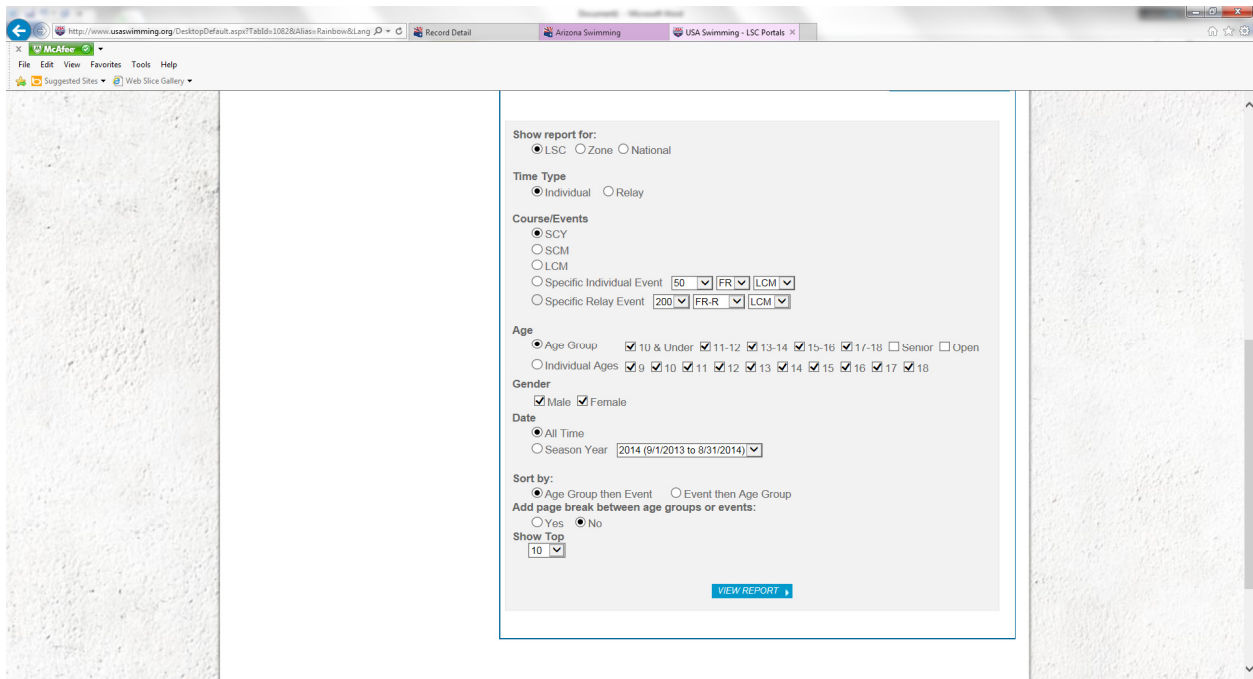 Document1 - Microsoft Word
http://www.usaswimming.org/DesktopDefault.aspx?TabId=1082&Alias=Rainbow&Lang
Record Detail
Arizona Swimming
USA Swimming - LSC Portals
X McAfee
File Edit View Favorites Tools Help
Suggested Sites Web Slice Gallery
Show report for:
LSC Zone National
Time Type
Individual Relay
Course/Events
SCY
SCM
LCM
Specific Individual Event 50 FR LCM
Specific Relay Event 200 FR-R LCM
Age
Age Group 10 & Under 11-12 13-14 15-16 17-18 Senior Open
Individual Ages 9 10 11 12 13 14 15 16 17 18
Gender
Male Female
Date
All Time
Season Year 2014 (9/1/2013 to 8/31/2014)
Sort by:
Age Group then Event Event then Age Group
Add page break between age groups or events:
Yes No
Show Top
10
VIEW REPORT